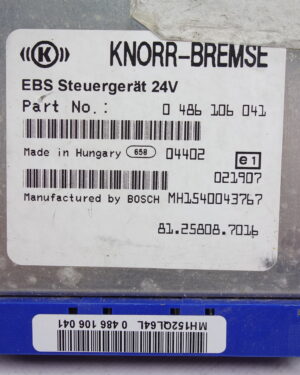 ((K)) KNORR-BREMSE
EBS Steuergerät 24V
Part No.: 0 486 106 041
Made in Hungary 658 04402 e1
021907
Manufactured by BOSCH MH1540043767
81.25808.7016
MH152QL64L 0 486 106 041